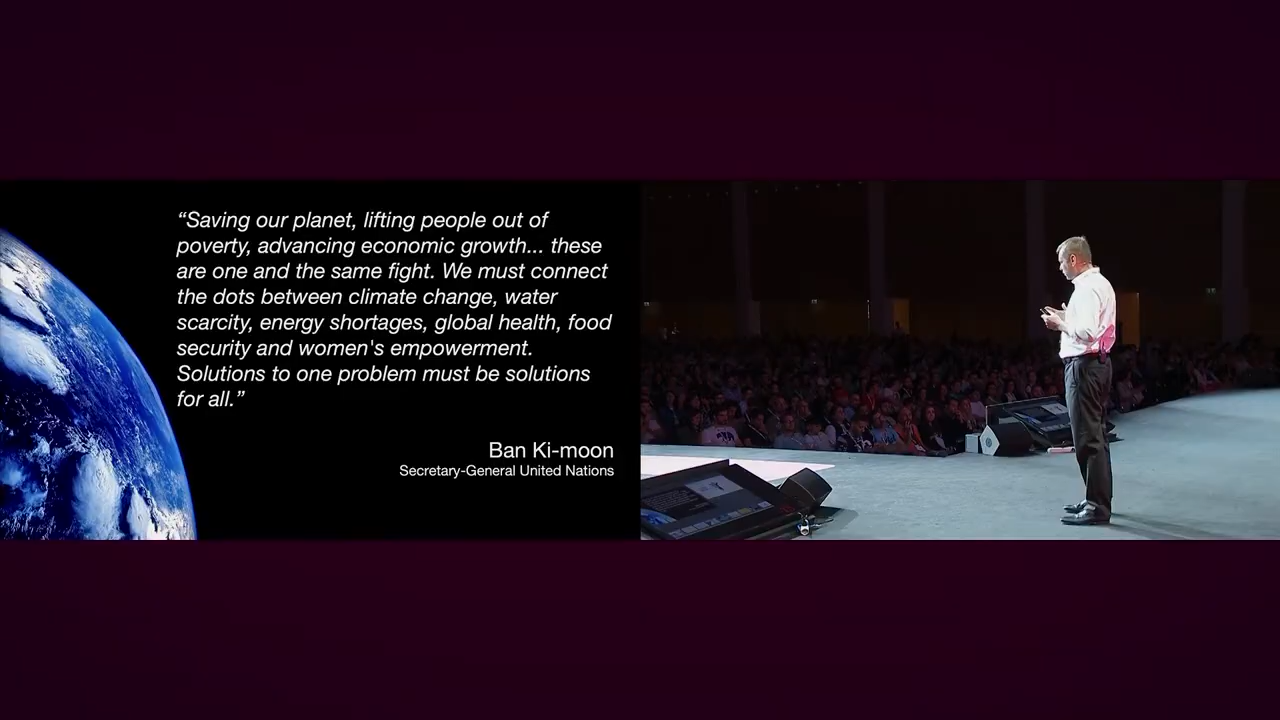 “Saving our planet, lifting people out of
poverty, advancing economic growth... these
are one and the same fight. We must connect
the dots between climate change, water
scarcity, energy shortages, global health, food
security and women's empowerment.
Solutions to one problem must be solutions
for all.”
Ban Ki-moon
Secretary-General United Nations